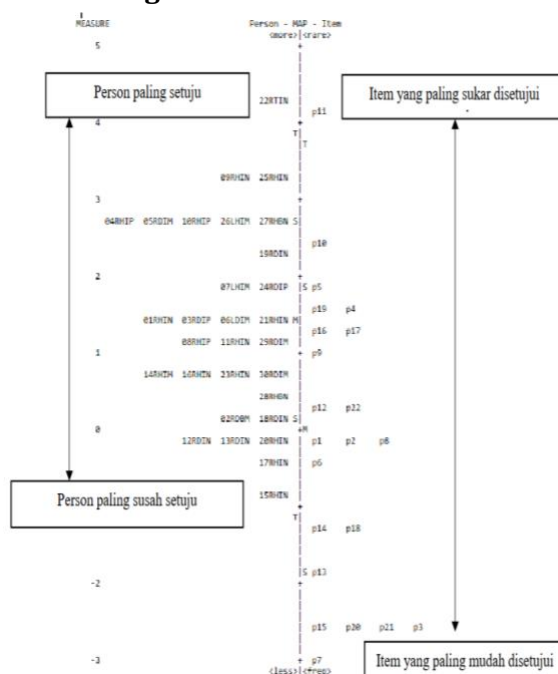 MEASURE Person - MAP - Item
<more>|<rare>
5
Person paling setuju
Item yang paling sukar disetujui
22RTIN
p11
4
T
T
09RHIN 25RHIN
3
04RHIP 05RDIM 10RHIP 26LHIM 27RHGN S
p10
19RDIN
2
07LHIM 24RDIP S p5
p19 p4
01RHIN 03RDIP 06LDIM 21RHIN M
p16 p17
08RHIP 11RHIN 29RDIM
1 p9
14RHIH 16RHIN 23RHIN 30RDIM
28RHGN
p12 p22
02RDBM 18RDIN S
0 M
12RDIN 13RDIN 20RHIN p1 p2 p8
17RHIN p6
Person paling susah setuju
15RHIN
T
p14 p18
S p13
-2
p15 p20 p21 p3
-3 p7
Item yang paling mudah disetujui
<less>|<freq>